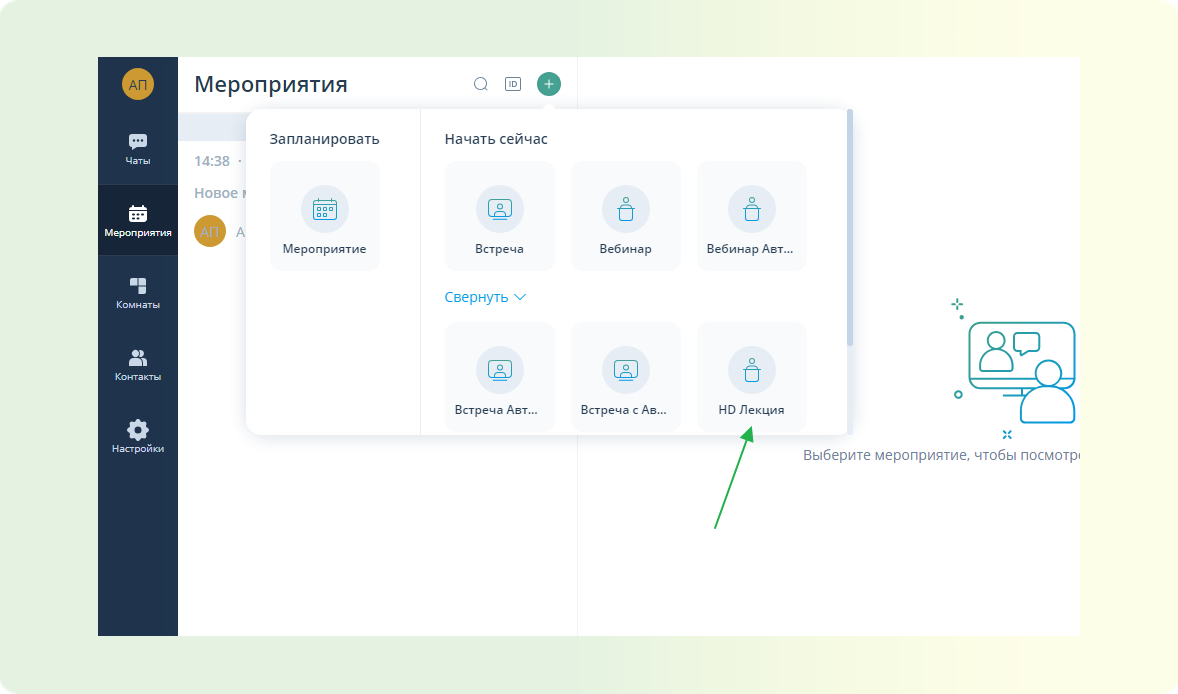 АП
Чаты
Мероприятия
Комнаты
Контакты
Настройки
Мероприятия
ID
14:38 ·
Новое
АП
А
Запланировать
Мероприятие
Начать сейчас
Встреча
Вебинар
Вебинар Авт...
Свернуть
Встреча Авт...
Встреча с Ав...
HD Лекция
Выберите мероприятие, чтобы посмотре